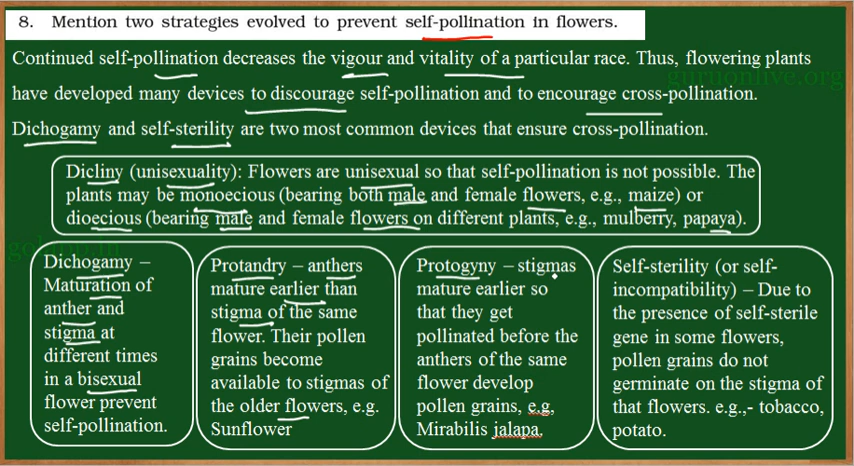 8. Mention two strategies evolved to prevent self-pollination in flowers.
Continued self-pollination decreases the vigour and vitality of a particular race. Thus, flowering plants
guruonlive.org
have developed many devices to discourage self-pollination and to encourage cross-pollination.
Dichogamy and self-sterility are two most common devices that ensure cross-pollination.
Dicliny (unisexuality): Flowers are unisexual so that self-pollination is not possible. The
plants may be monoecious (bearing both male and female flowers, e.g., maize) or
dioecious (bearing male and female flowers on different plants, e.g., mulberry, papaya).
Dichogamy –
Maturation of
anther and
stigma at
different times
in a bisexual
flower prevent
self-pollination.
Protandry – anthers
mature earlier than
stigma of the same
flower. Their pollen
grains become
available to stigmas of
the older flowers, e.g.
Sunflower
Protogyny – stigmas
mature earlier so
that they get
pollinated before the
anthers of the same
flower develop
pollen grains, e.g,
Mirabilis jalapa.
Self-sterility (or self-
incompatibility) – Due to
the presence of self-sterile
gene in some flowers,
pollen grains do not
germinate on the stigma of
that flowers. e.g.,- tobacco,
potato.